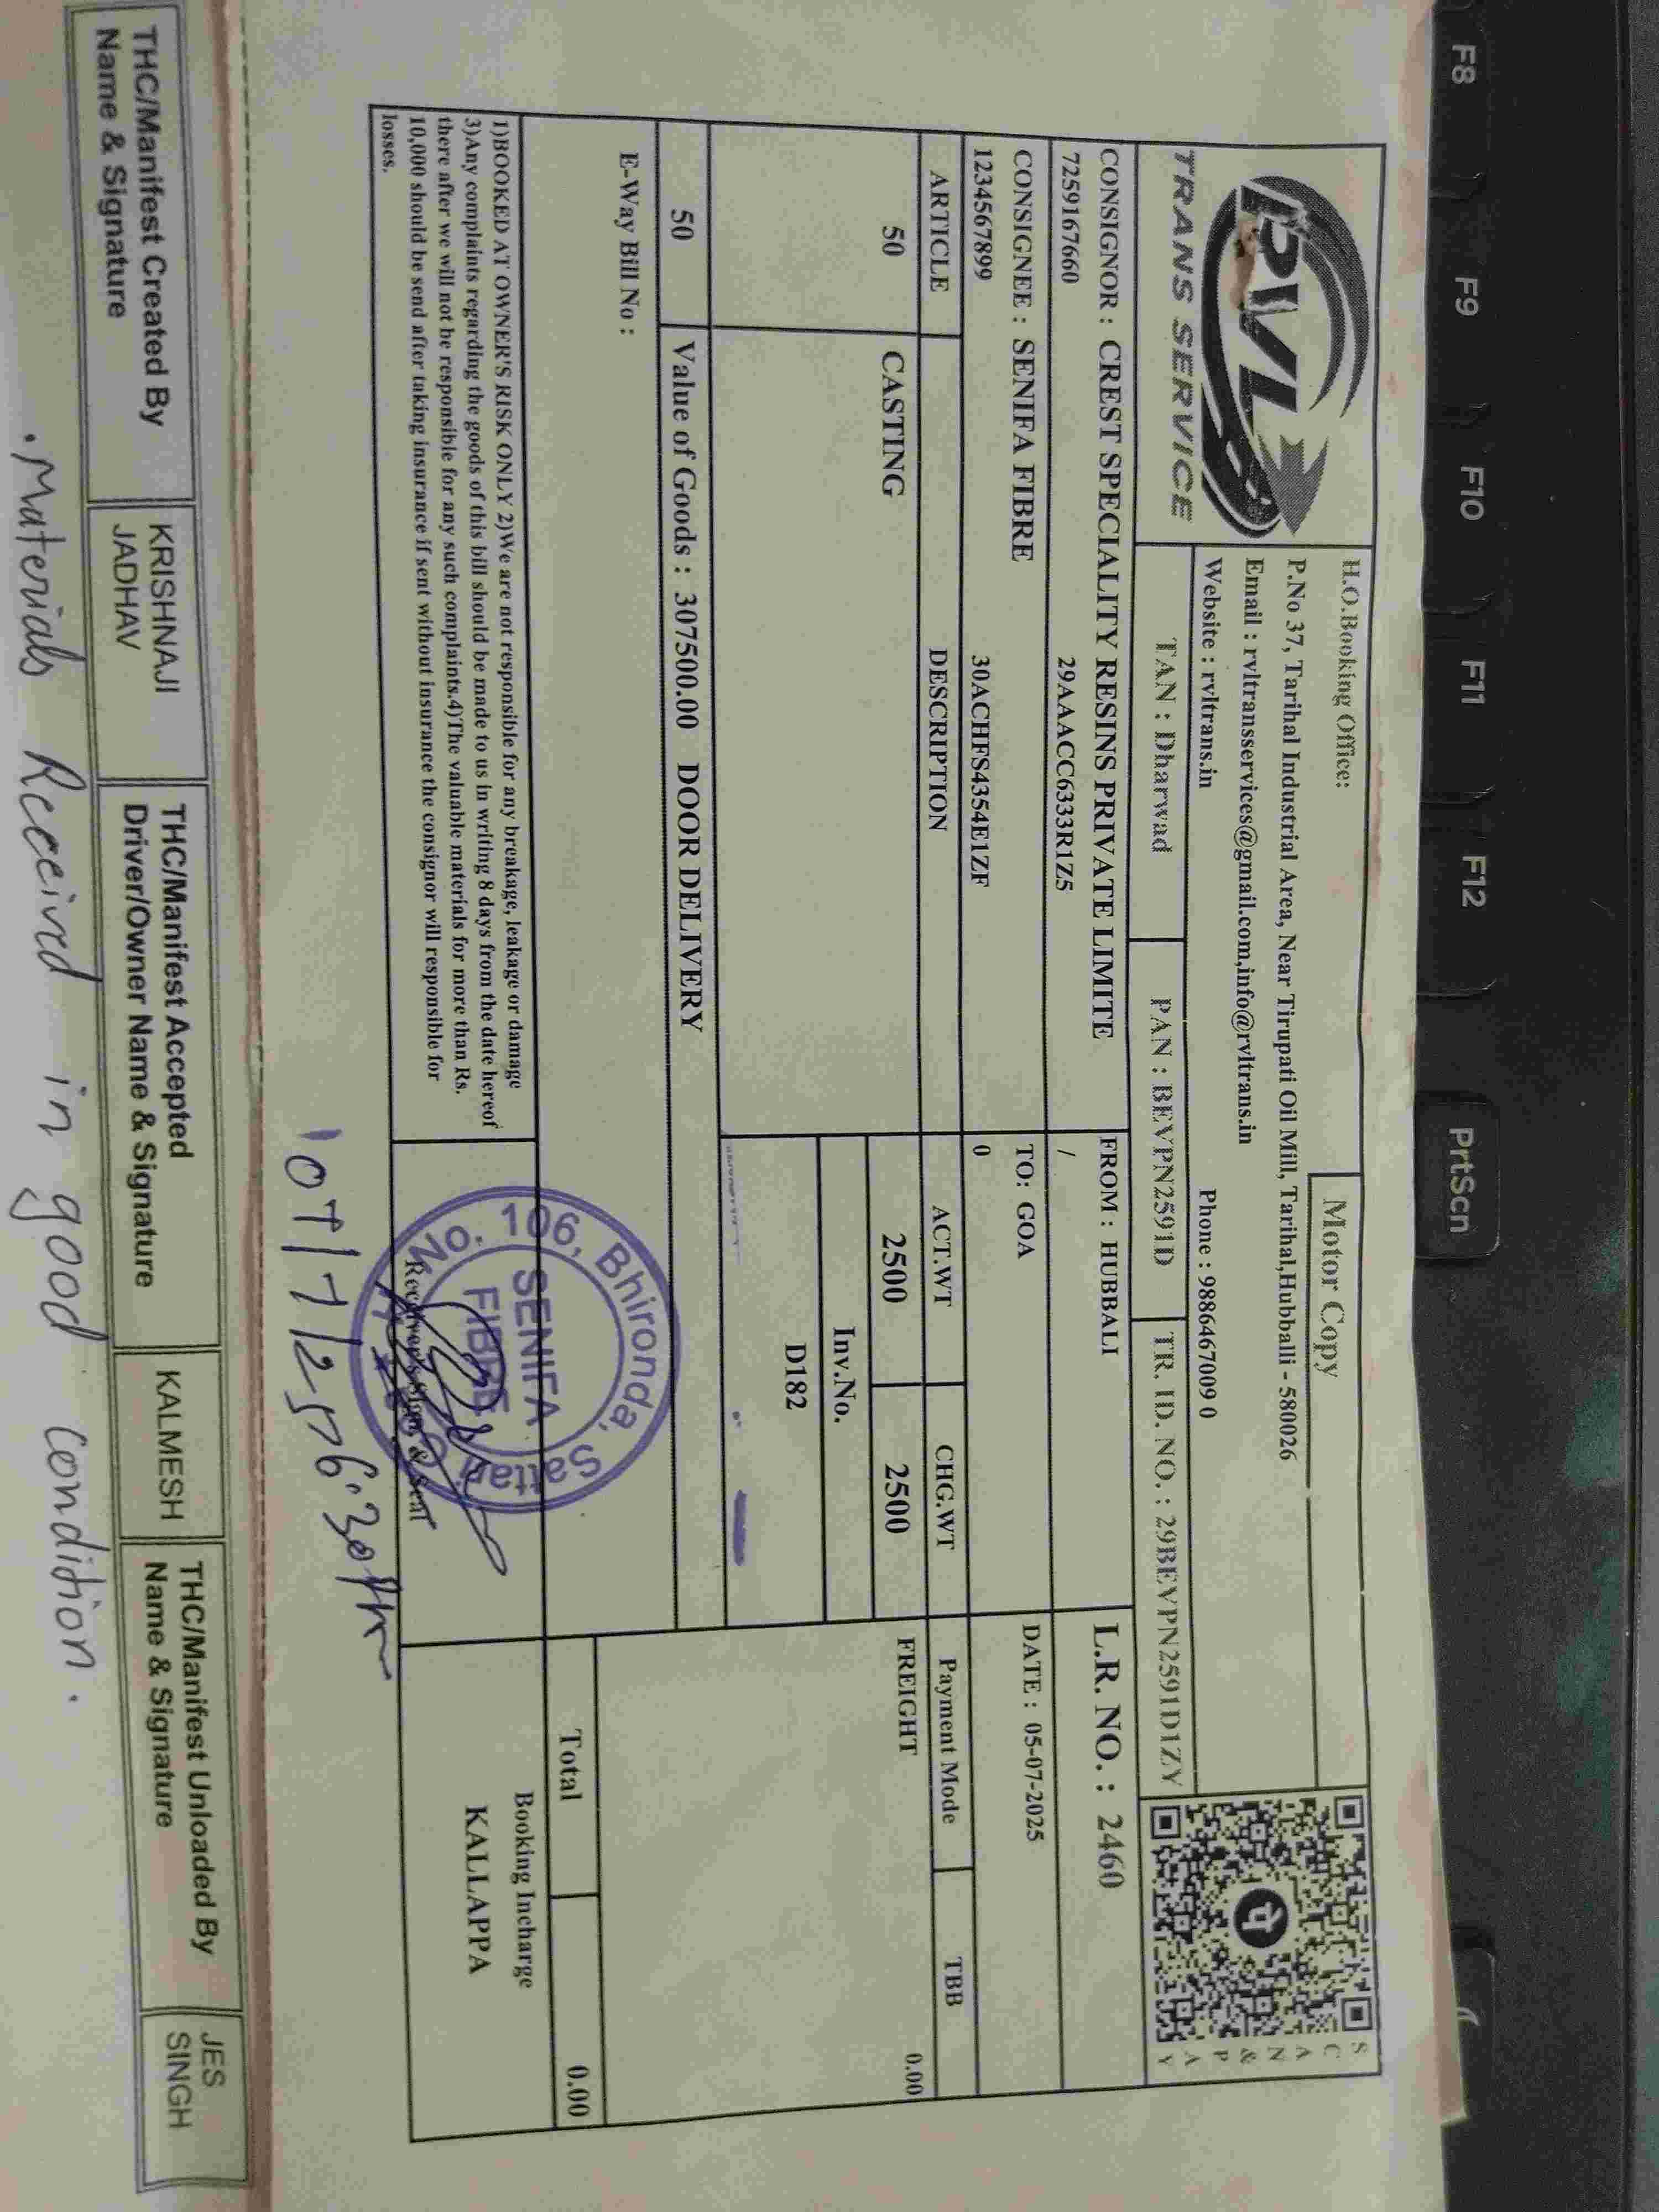 F8 F9 F10 F11 F12 PrtScn
RVL
TRANS SERVICE
H.O.Booking Office:
Motor Copy
P.No 37, Tarihal Industrial Area, Near Tirupati Oil Mill, Tarihal,Hubballi - 580026
Email : rvltransservices@gmail.com,info@rvltrans.in
Website : rvltrans.in Phone : 9886467009 0
SCAN & PAY
TAN : Dharwad PAN : BEVPN2591D TR. ID. NO. : 29BEVPN2591D1ZY
CONSIGNOR : CREST SPECIALITY RESINS PRIVATE LIMITE FROM : HUBBALI L.R. NO. : 2460
7259167660 29AAACC6333R1Z5 /
CONSIGNEE : SENIFA FIBRE TO: GOA DATE : 05-07-2025
1234567899 30ACHFS4354E1ZF 0
ARTICLE DESCRIPTION ACT.WT CHG.WT Payment Mode TBB
50 CASTING 2500 2500 FREIGHT 0.00
Inv.No.
D182
50 Value of Goods : 307500.00 DOOR DELIVERY
E-Way Bill No :
Total 0.00
1)BOOKED AT OWNER'S RISK ONLY 2)We are not responsible for any breakage, leakage or damage
3)Any complaints regarding the goods of this bill should be made to us in writing 8 days from the date hereof
there after we will not be responsible for any such complaints.4)The valuable materials for more than Rs.
10,000 should be send after taking insurance if sent without insurance the consignor will responsible for
losses.
No. 106, Bhironda, Sattari
SENIFA
FIBRE
Receiver's Sign & Seal
Booking Incharge
KALLAPPA
6:30Pm
THC/Manifest Created By
Name & Signature
KRISHNAJI
JADHAV
THC/Manifest Accepted
Driver/Owner Name & Signature
KALMESH
THC/Manifest Unloaded By
Name & Signature
JES
SINGH
. Materials Received in good condition.